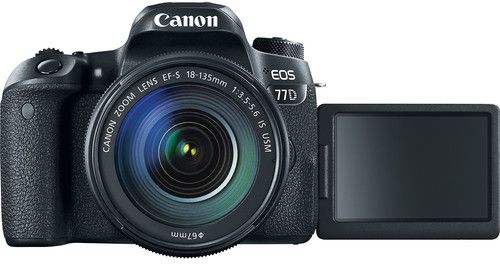 Canon
EOS
77D
CANON ZOOM LENS EF-S 18-135mm 1:3.5-5.6 IS USM
Φ67mm